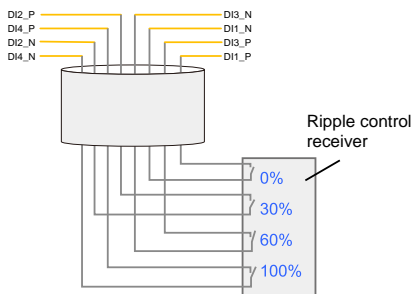 DI2_P
DI4_P
DI2_N
DI4_N
DI3_N
DI1_N
DI3_P
DI1_P
Ripple control
receiver
0%
30%
60%
100%